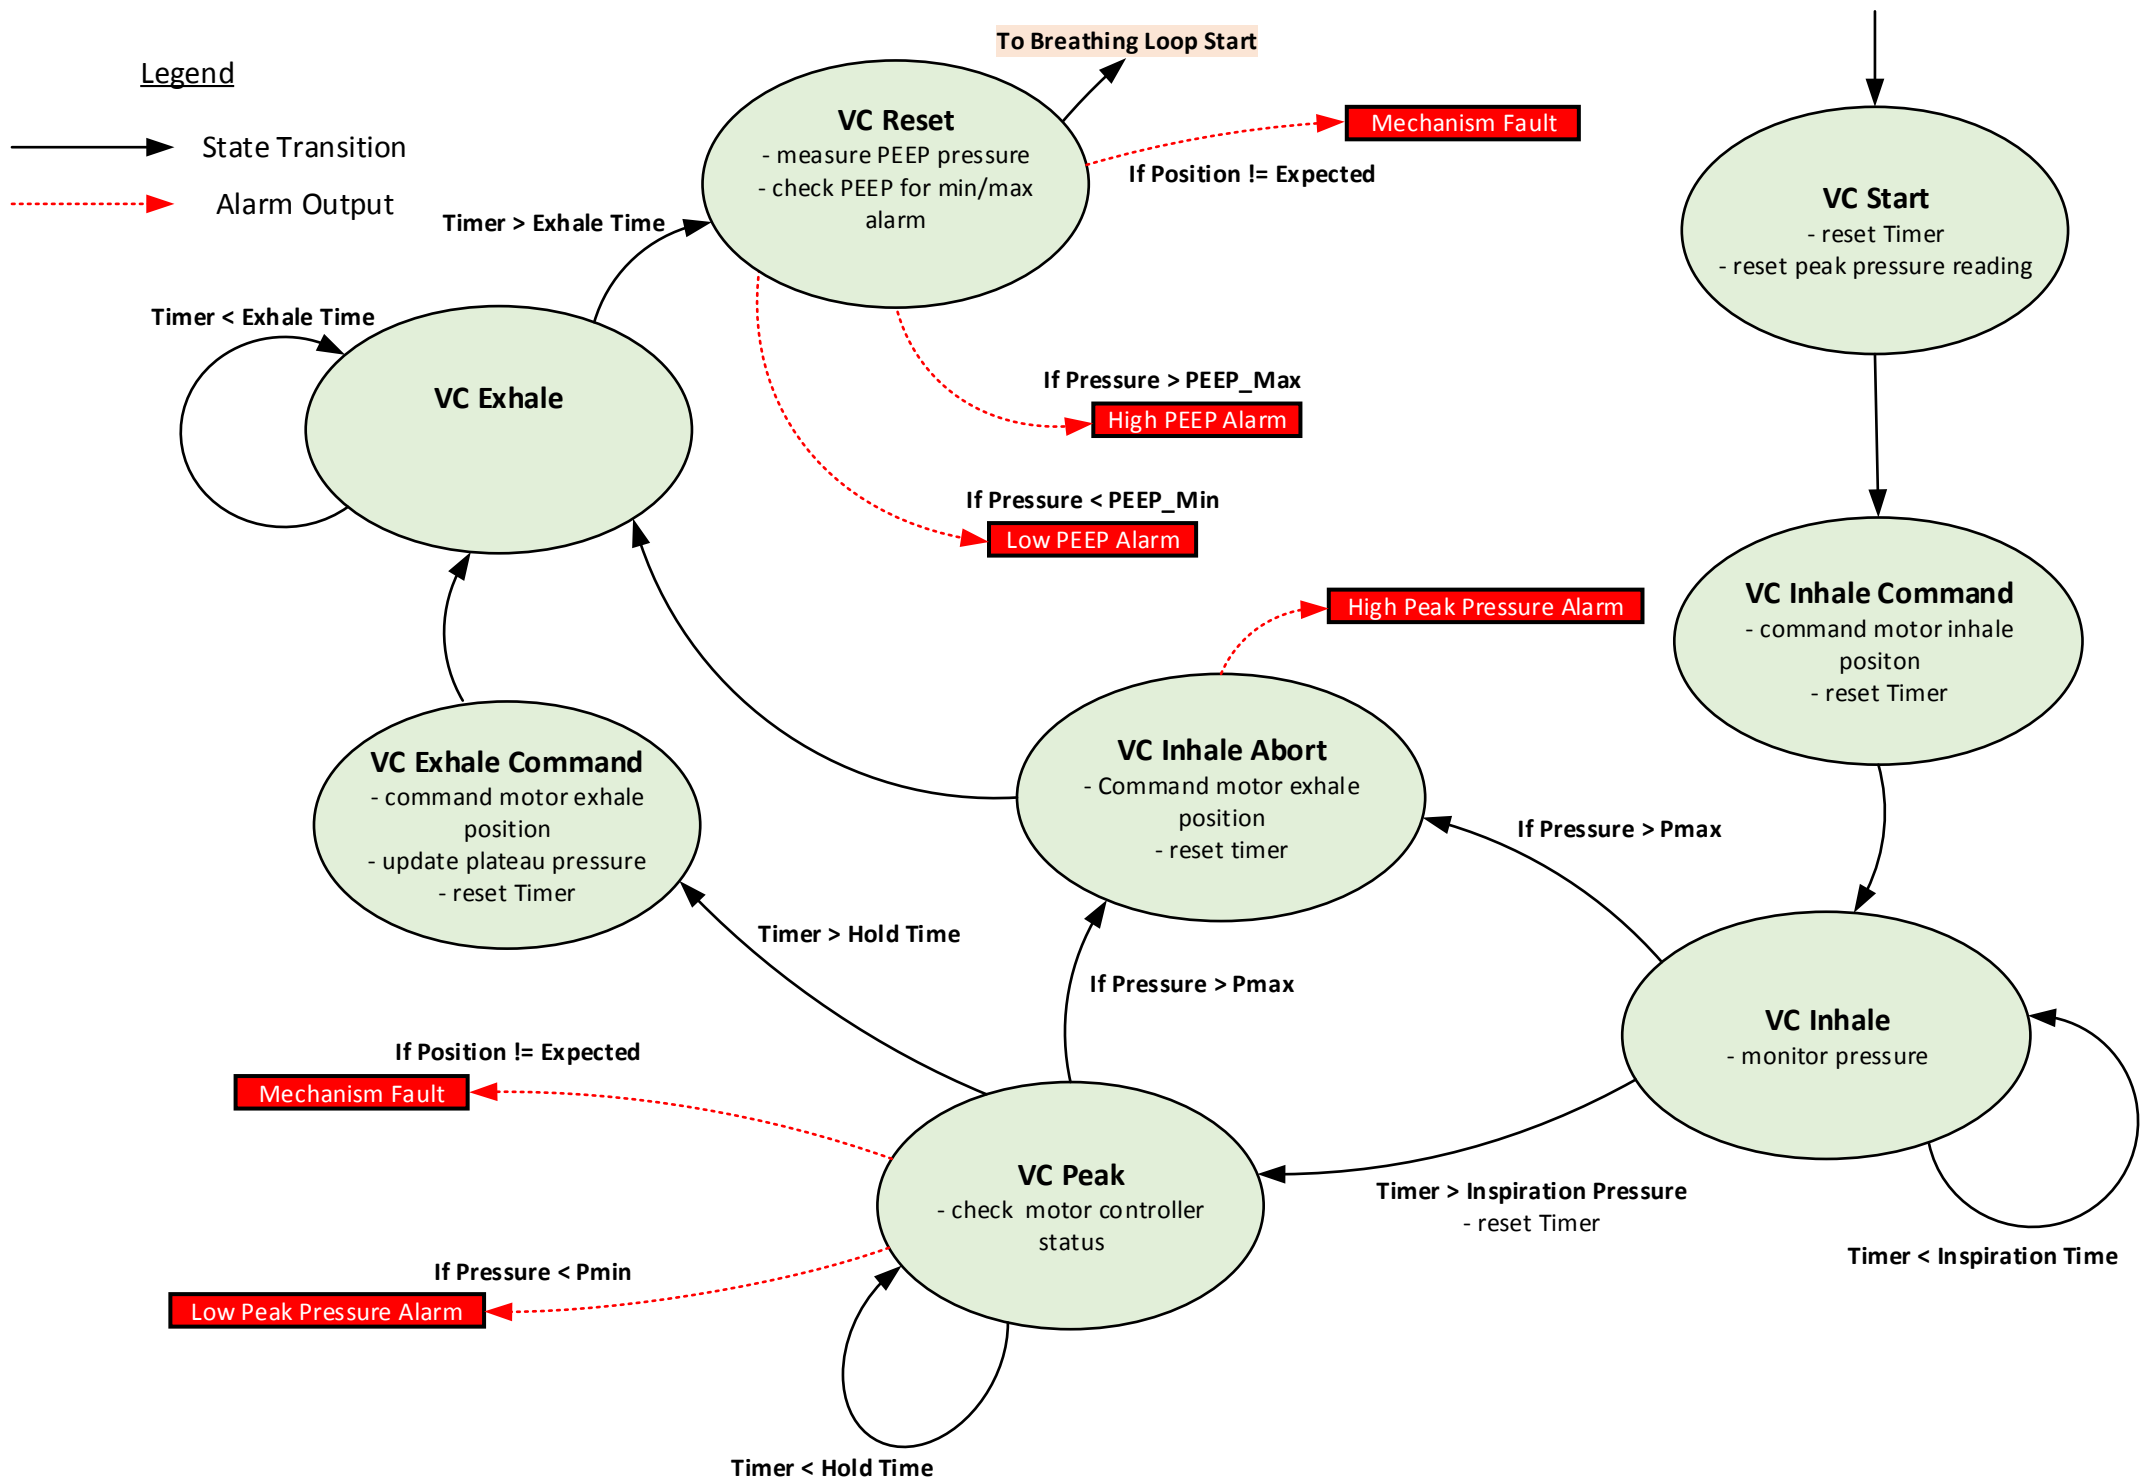 Legend
State Transition
Alarm Output
To Breathing Loop Start
VC Reset
- measure PEEP pressure
- check PEEP for min/max
alarm
Mechanism Fault
If Position != Expected
VC Start
- reset Timer
- reset peak pressure reading
Timer > Exhale Time
Timer < Exhale Time
VC Exhale
If Pressure > PEEP_Max
High PEEP Alarm
If Pressure < PEEP_Min
Low PEEP Alarm
VC Inhale Command
- command motor inhale
positon
- reset Timer
High Peak Pressure Alarm
VC Inhale Abort
- Command motor exhale
position
- reset timer
VC Exhale Command
- command motor exhale
position
- update plateau pressure
- reset Timer
If Pressure > Pmax
Timer > Hold Time
If Pressure > Pmax
VC Inhale
- monitor pressure
If Position != Expected
Mechanism Fault
VC Peak
- check  motor controller
status
Timer > Inspiration Pressure
- reset Timer
Timer < Inspiration Time
If Pressure < Pmin
Low Peak Pressure Alarm
Timer < Hold Time